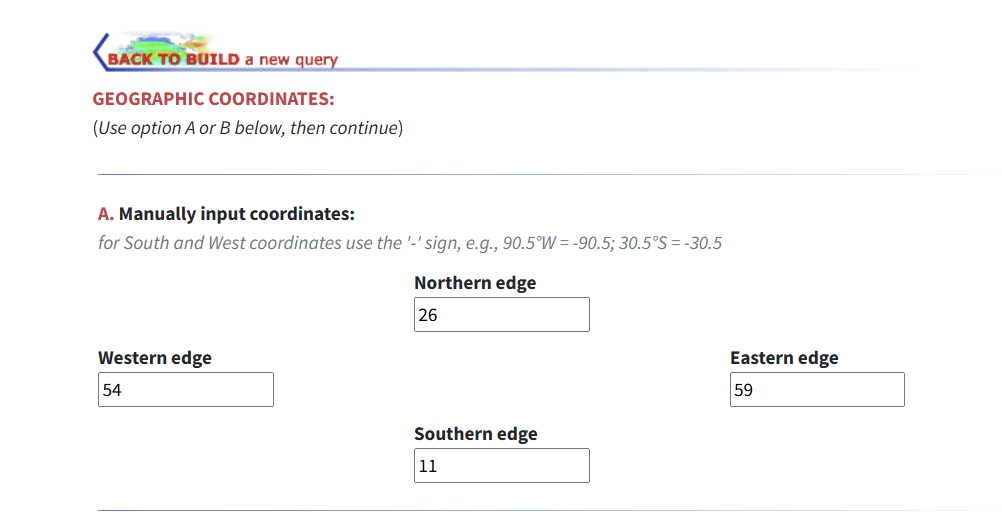 BACK TO BUILD a new query
GEOGRAPHIC COORDINATES:
(Use option A or B below, then continue)
A. Manually input coordinates:
for South and West coordinates use the '-' sign, e.g., 90.5°W = -90.5; 30.5°S = -30.5
Northern edge
26
Western edge
Eastern edge
54
59
Southern edge
11